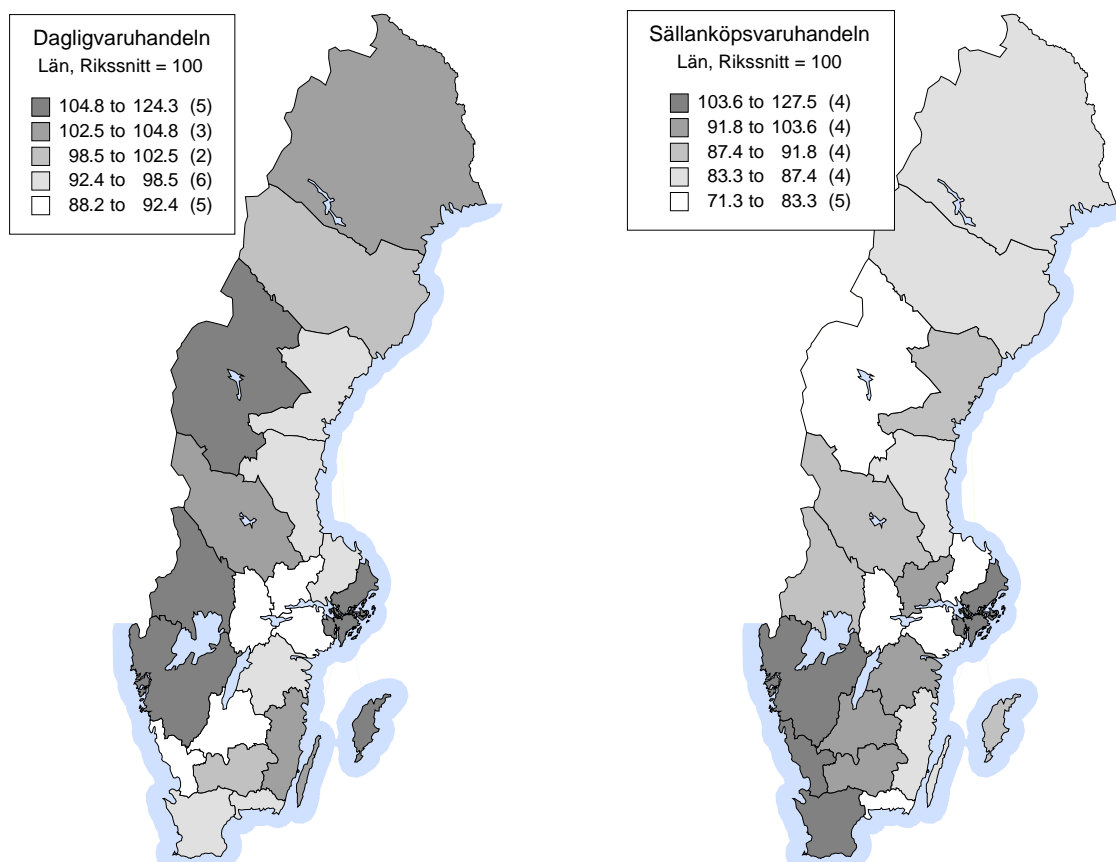 Dagligvaruhandeln
Län, Rikssnitt = 100
104.8 to 124.3 (5)
102.5 to 104.8 (3)
98.5 to 102.5 (2)
92.4 to 98.5 (6)
88.2 to 92.4 (5)
Sällanköpsvaruhandeln
Län, Rikssnitt = 100
103.6 to 127.5 (4)
91.8 to 103.6 (4)
87.4 to 91.8 (4)
83.3 to 87.4 (4)
71.3 to 83.3 (5)